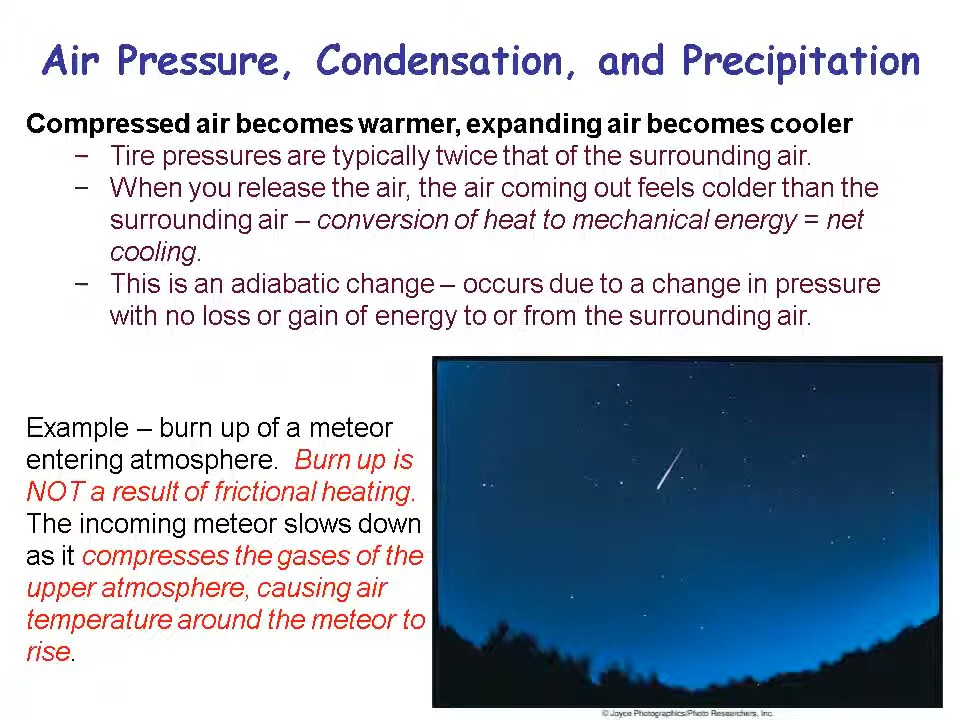 Air Pressure, Condensation, and Precipitation
Compressed air becomes warmer, expanding air becomes cooler
– Tire pressures are typically twice that of the surrounding air.
– When you release the air, the air coming out feels colder than the
surrounding air – conversion of heat to mechanical energy = net
cooling.
– This is an adiabatic change – occurs due to a change in pressure
with no loss or gain of energy to or from the surrounding air.
Example – burn up of a meteor
entering atmosphere. Burn up is
NOT a result of frictional heating.
The incoming meteor slows down
as it compresses the gases of the
upper atmosphere, causing air
temperature around the meteor to
rise.
© Joyce Photographics/Photo Researchers, Inc.